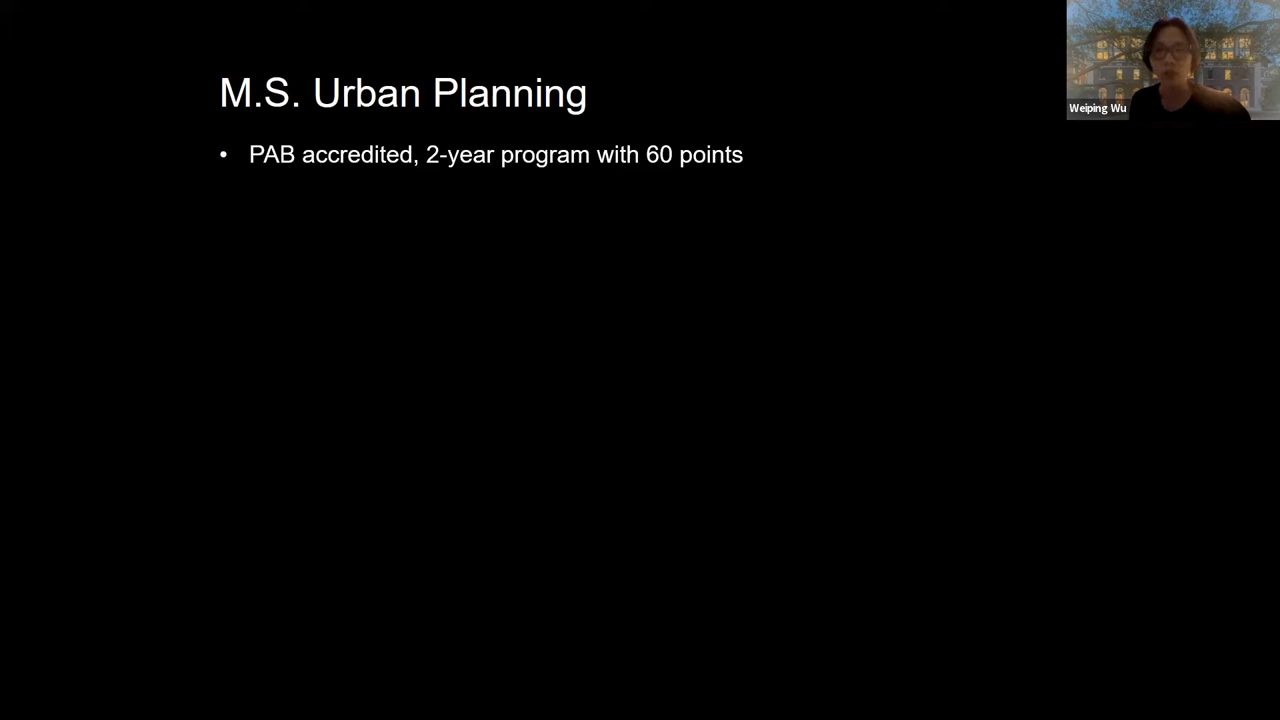 M.S. Urban Planning
• PAB accredited, 2-year program with 60 points
Weiping Wu